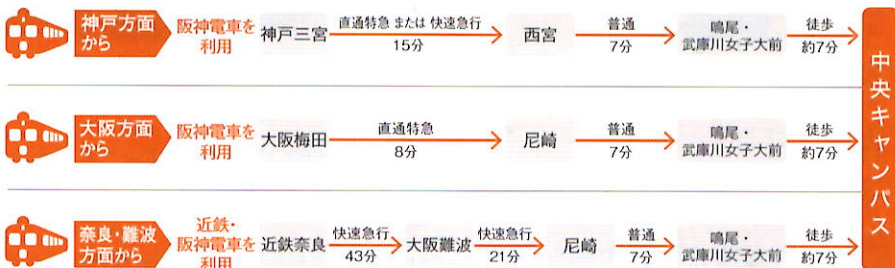 神戸方面
から
阪神電車を
利用
神戸三宮
直通特急 または 快速急行
15分
西宮
普通
7分
鳴尾・
武庫川女子大前
徒歩
約7分
大阪方面
から
阪神電車を
利用
大阪梅田
直通特急
8分
尼崎
普通
7分
鳴尾・
武庫川女子大前
徒歩
約7分
奈良・難波
方面から
近鉄・
阪神電車を
利用
近鉄奈良
快速急行
43分
大阪難波
快速急行
21分
尼崎
普通
7分
鳴尾・
武庫川女子大前
徒歩
約7分
中央キャンパス